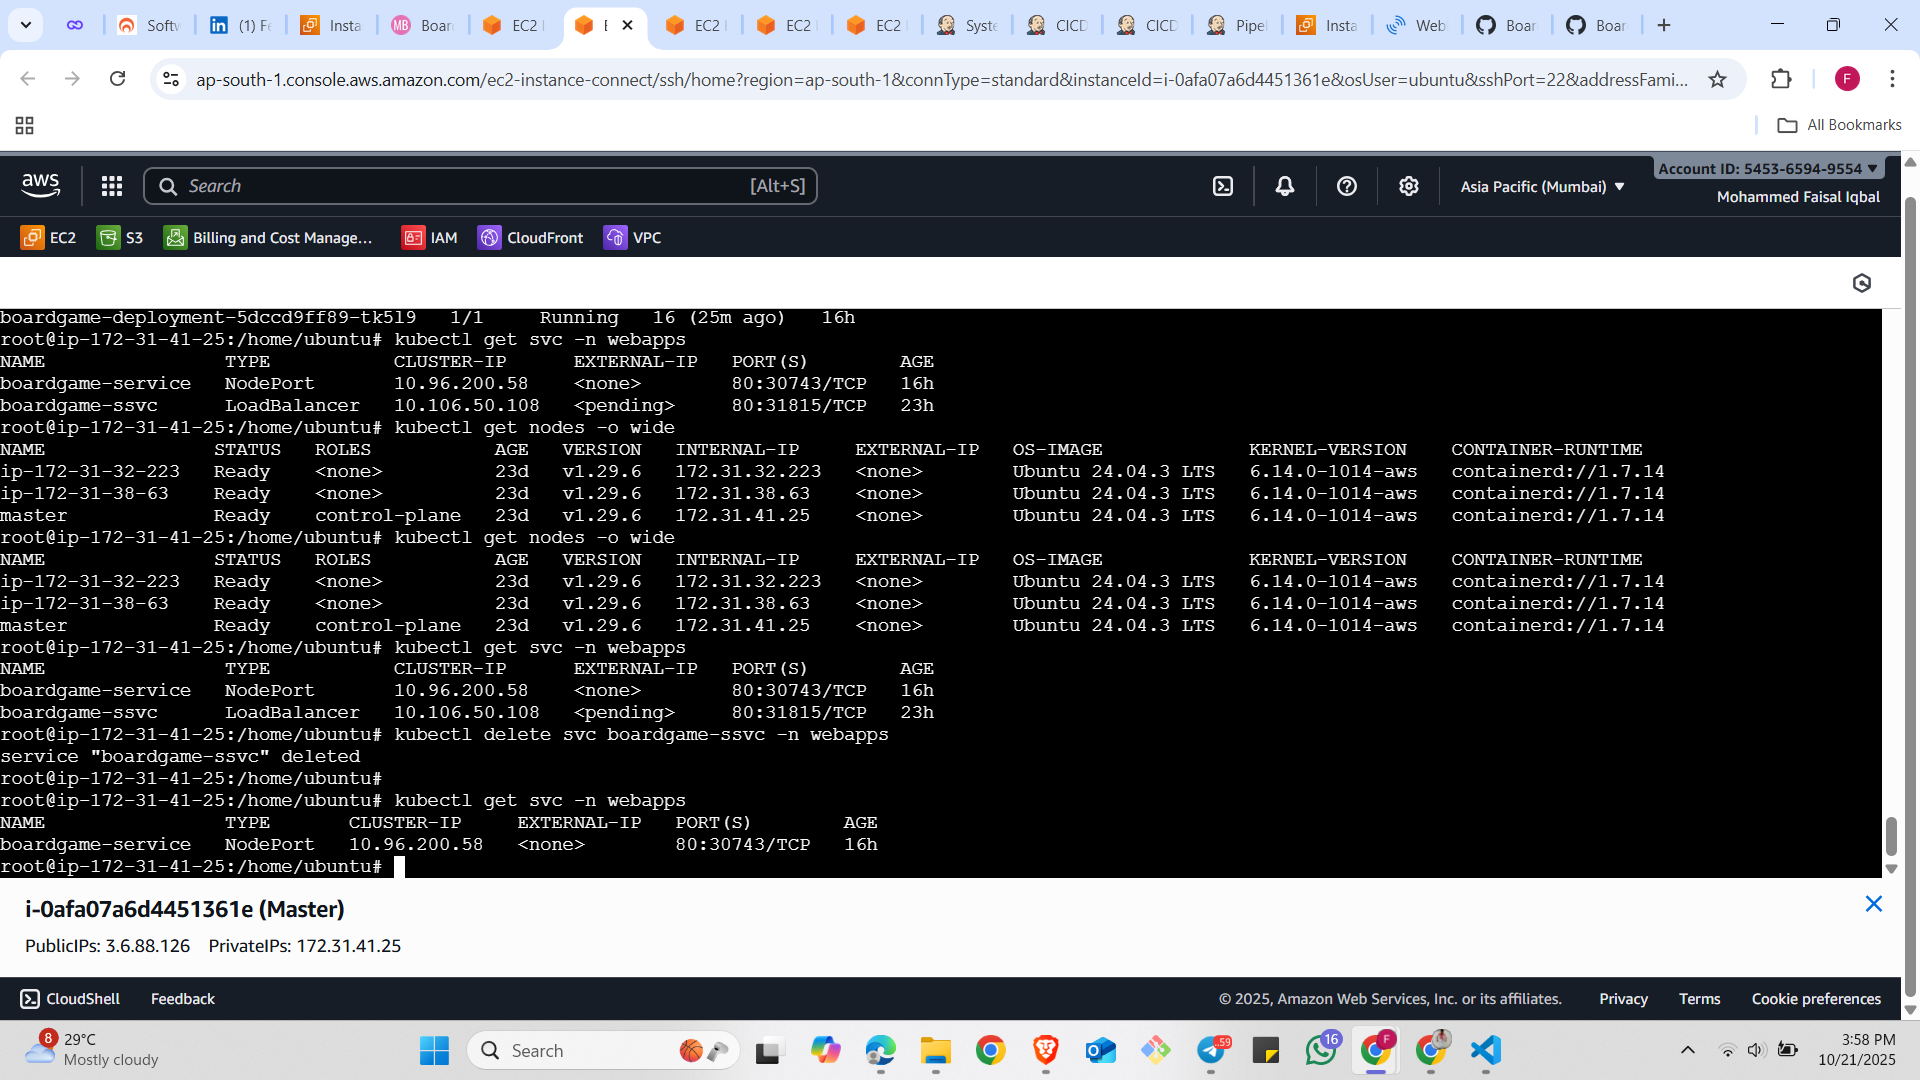 Softw
(1) Fe
Insta
MB Boar
EC2 I
E
EC2 I
EC2
EC2
Syste
CICD
CICD
Pipel
Insta
Web
Boar
Boar
ap-south-1.console.aws.amazon.com/ec2-instance-connect/ssh/home?region=ap-south-1&connType=standard&instanceId=i-0afa07a6d4451361e&osUser=ubuntu&sshPort=22&addressFami...
F
All Bookmarks
aws
Search [Alt+S]
Asia Pacific (Mumbai)
Account ID: 5453-6594-9554
Mohammed Faisal Iqbal
EC2 S3 Billing and Cost Manage... IAM CloudFront VPC
boardgame-deployment-5dccd9ff89-tk5l9 1/1 Running 16 (25m ago) 16h
root@ip-172-31-41-25:/home/ubuntu# kubectl get svc -n webapps
NAME TYPE CLUSTER-IP EXTERNAL-IP PORT(S) AGE
boardgame-service NodePort 10.96.200.58 <none> 80:30743/TCP 16h
boardgame-ssvc LoadBalancer 10.106.50.108 <pending> 80:31815/TCP 23h
root@ip-172-31-41-25:/home/ubuntu# kubectl get nodes -o wide
NAME STATUS ROLES AGE VERSION INTERNAL-IP EXTERNAL-IP OS-IMAGE KERNEL-VERSION CONTAINER-RUNTIME
ip-172-31-32-223 Ready <none> 23d v1.29.6 172.31.32.223 <none> Ubuntu 24.04.3 LTS 6.14.0-1014-aws containerd://1.7.14
ip-172-31-38-63 Ready <none> 23d v1.29.6 172.31.38.63 <none> Ubuntu 24.04.3 LTS 6.14.0-1014-aws containerd://1.7.14
master Ready control-plane 23d v1.29.6 172.31.41.25 <none> Ubuntu 24.04.3 LTS 6.14.0-1014-aws containerd://1.7.14
root@ip-172-31-41-25:/home/ubuntu# kubectl get nodes -o wide
NAME STATUS ROLES AGE VERSION INTERNAL-IP EXTERNAL-IP OS-IMAGE KERNEL-VERSION CONTAINER-RUNTIME
ip-172-31-32-223 Ready <none> 23d v1.29.6 172.31.32.223 <none> Ubuntu 24.04.3 LTS 6.14.0-1014-aws containerd://1.7.14
ip-172-31-38-63 Ready <none> 23d v1.29.6 172.31.38.63 <none> Ubuntu 24.04.3 LTS 6.14.0-1014-aws containerd://1.7.14
master Ready control-plane 23d v1.29.6 172.31.41.25 <none> Ubuntu 24.04.3 LTS 6.14.0-1014-aws containerd://1.7.14
root@ip-172-31-41-25:/home/ubuntu# kubectl get svc -n webapps
NAME TYPE CLUSTER-IP EXTERNAL-IP PORT(S) AGE
boardgame-service NodePort 10.96.200.58 <none> 80:30743/TCP 16h
boardgame-ssvc LoadBalancer 10.106.50.108 <pending> 80:31815/TCP 23h
root@ip-172-31-41-25:/home/ubuntu# kubectl delete svc boardgame-ssvc -n webapps
service "boardgame-ssvc" deleted
root@ip-172-31-41-25:/home/ubuntu#
root@ip-172-31-41-25:/home/ubuntu# kubectl get svc -n webapps
NAME TYPE CLUSTER-IP EXTERNAL-IP PORT(S) AGE
boardgame-service NodePort 10.96.200.58 <none> 80:30743/TCP 16h
root@ip-172-31-41-25:/home/ubuntu#
i-0afa07a6d4451361e (Master)
PublicIPs: 3.6.88.126 PrivateIPs: 172.31.41.25
CloudShell Feedback © 2025, Amazon Web Services, Inc. or its affiliates. Privacy Terms Cookie preferences
8
29°C
Mostly cloudy
Search
.59
16
F
3:58 PM
10/21/2025